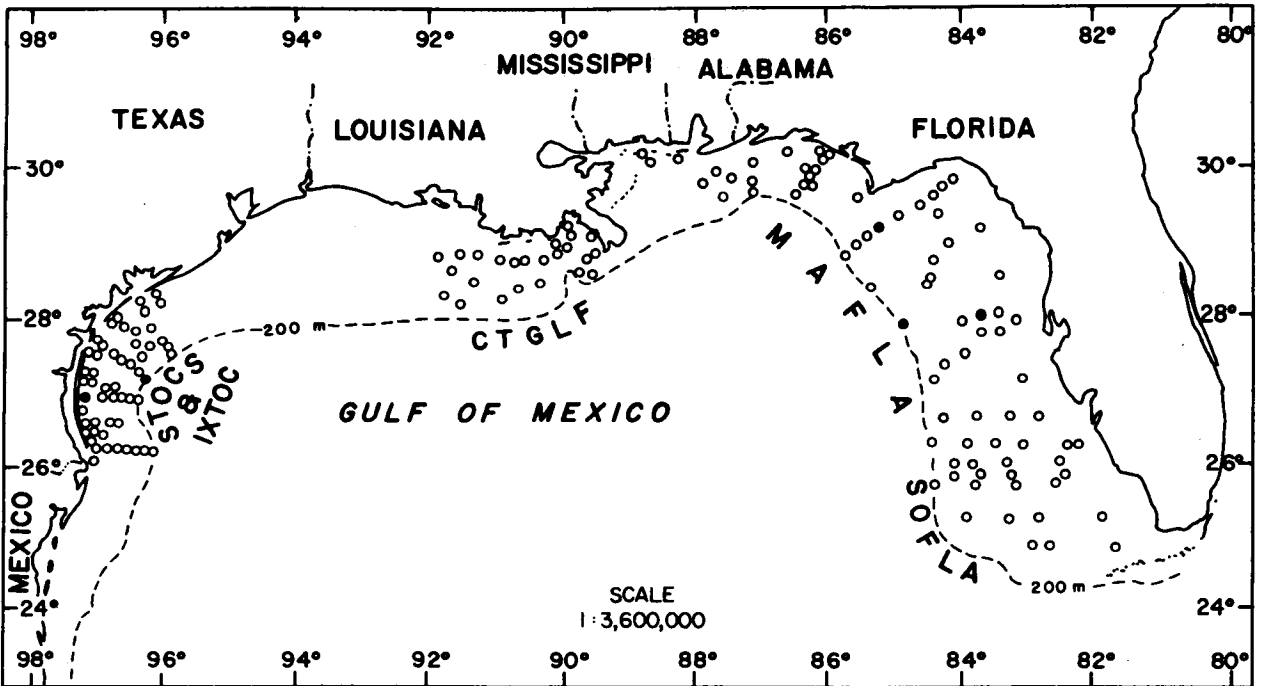 98° 96° 94° 92° 90° 88° 86° 84° 82° 80°
MISSISSIPPI ALABAMA
TEXAS LOUISIANA FLORIDA
30° 30°
MAFLA
28° 28°
200 m
CTGLF
STOCS
&
IXTOC
GULF OF MEXICO
26° 26°
SOFLA
MEXICO
200 m
24° 24°
SCALE
1:3,600,000
98° 96° 94° 92° 90° 88° 86° 84° 82° 80°